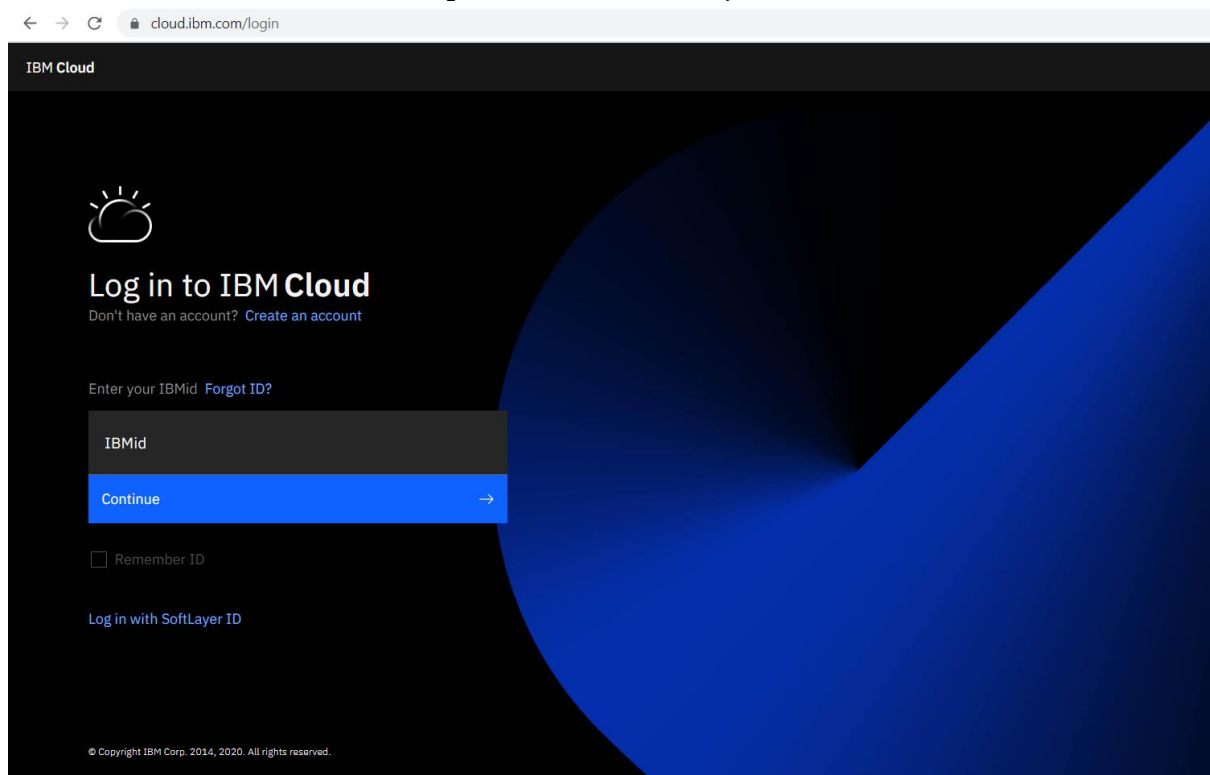 cloud.ibm.com/login
IBM Cloud
Log in to IBM Cloud
Don't have an account? Create an account
Enter your IBMid Forgot ID?
IBMid
Continue
Remember ID
Log in with SoftLayer ID
© Copyright IBM Corp. 2014, 2020. All rights reserved.